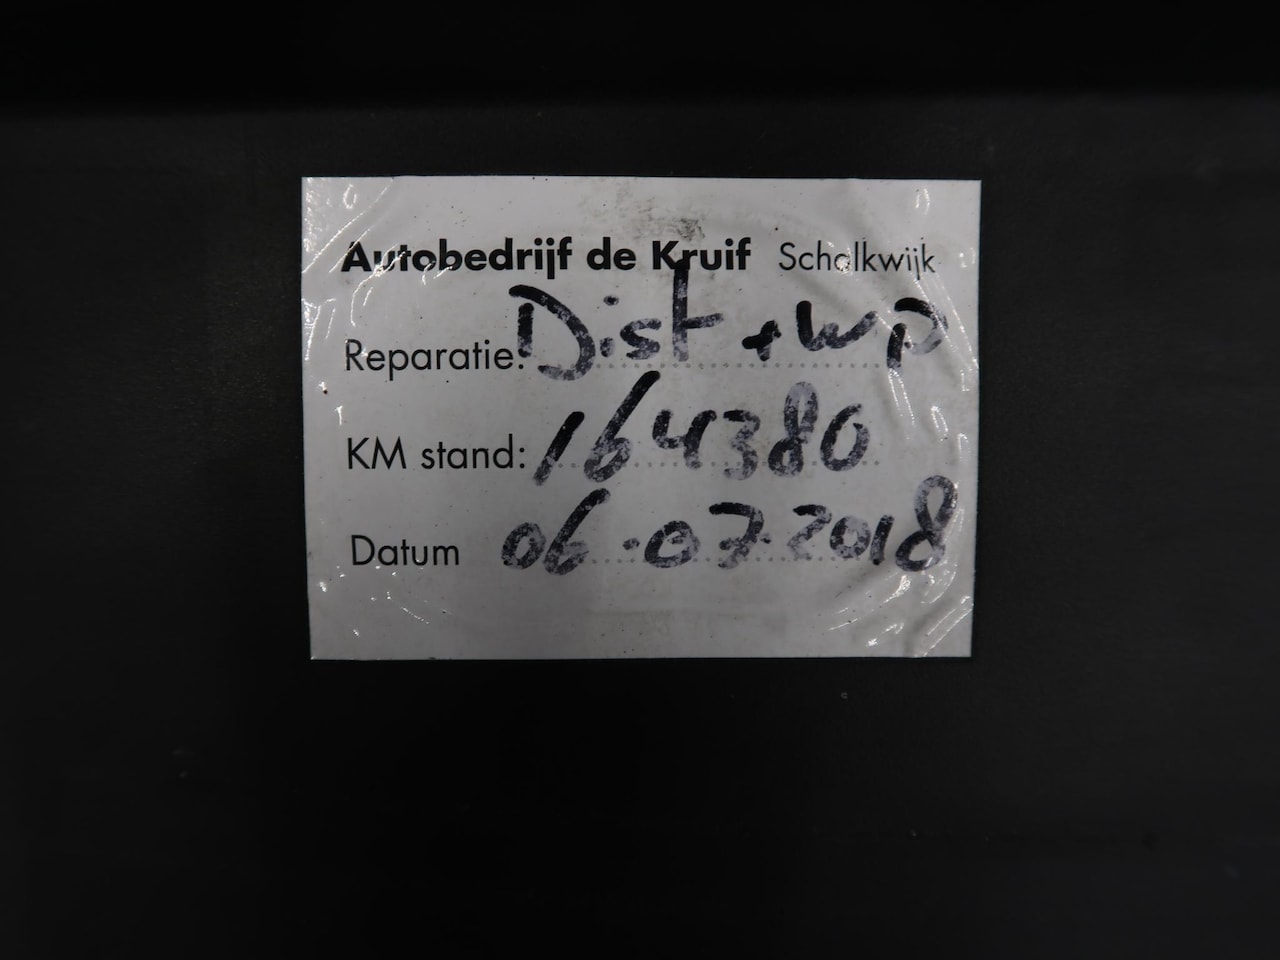 Autobedrijf de Kruif Schalkwijk
Reparatie: Dist + wp
KM stand: 164380
Datum 06-07-2018